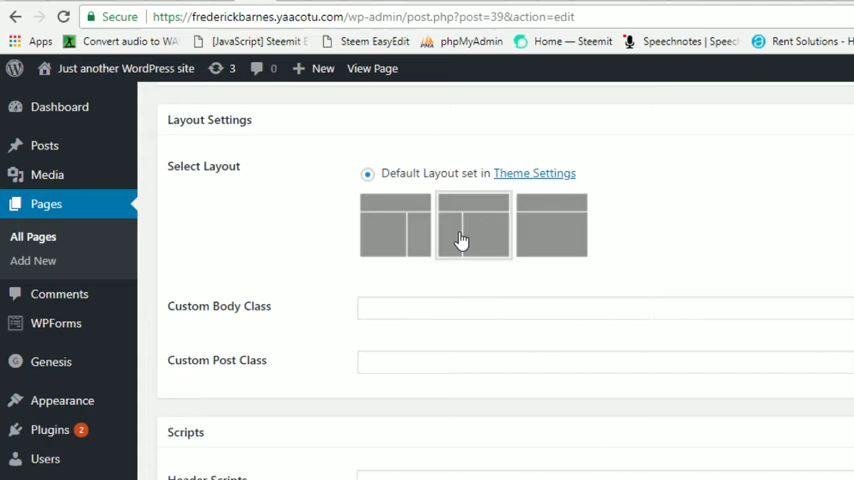 Secure https://frederickbarnes.yaacotu.com/wp-admin/post.php?post=39&action=edit
Apps Convert audio to WA [JavaScript] Steemit E Steem EasyEdit phpMyAdmin Home — Steemit Speechnotes | Speec Rent Solutions - Ho
Just another WordPress site 3 0 New View Page
Dashboard
Posts
Media
Pages
All Pages
Add New
Comments
WPForms
Genesis
Appearance
Plugins 2
Users
Layout Settings
Select Layout
Default Layout set in Theme Settings
Custom Body Class
Custom Post Class
Scripts
Header Scripts